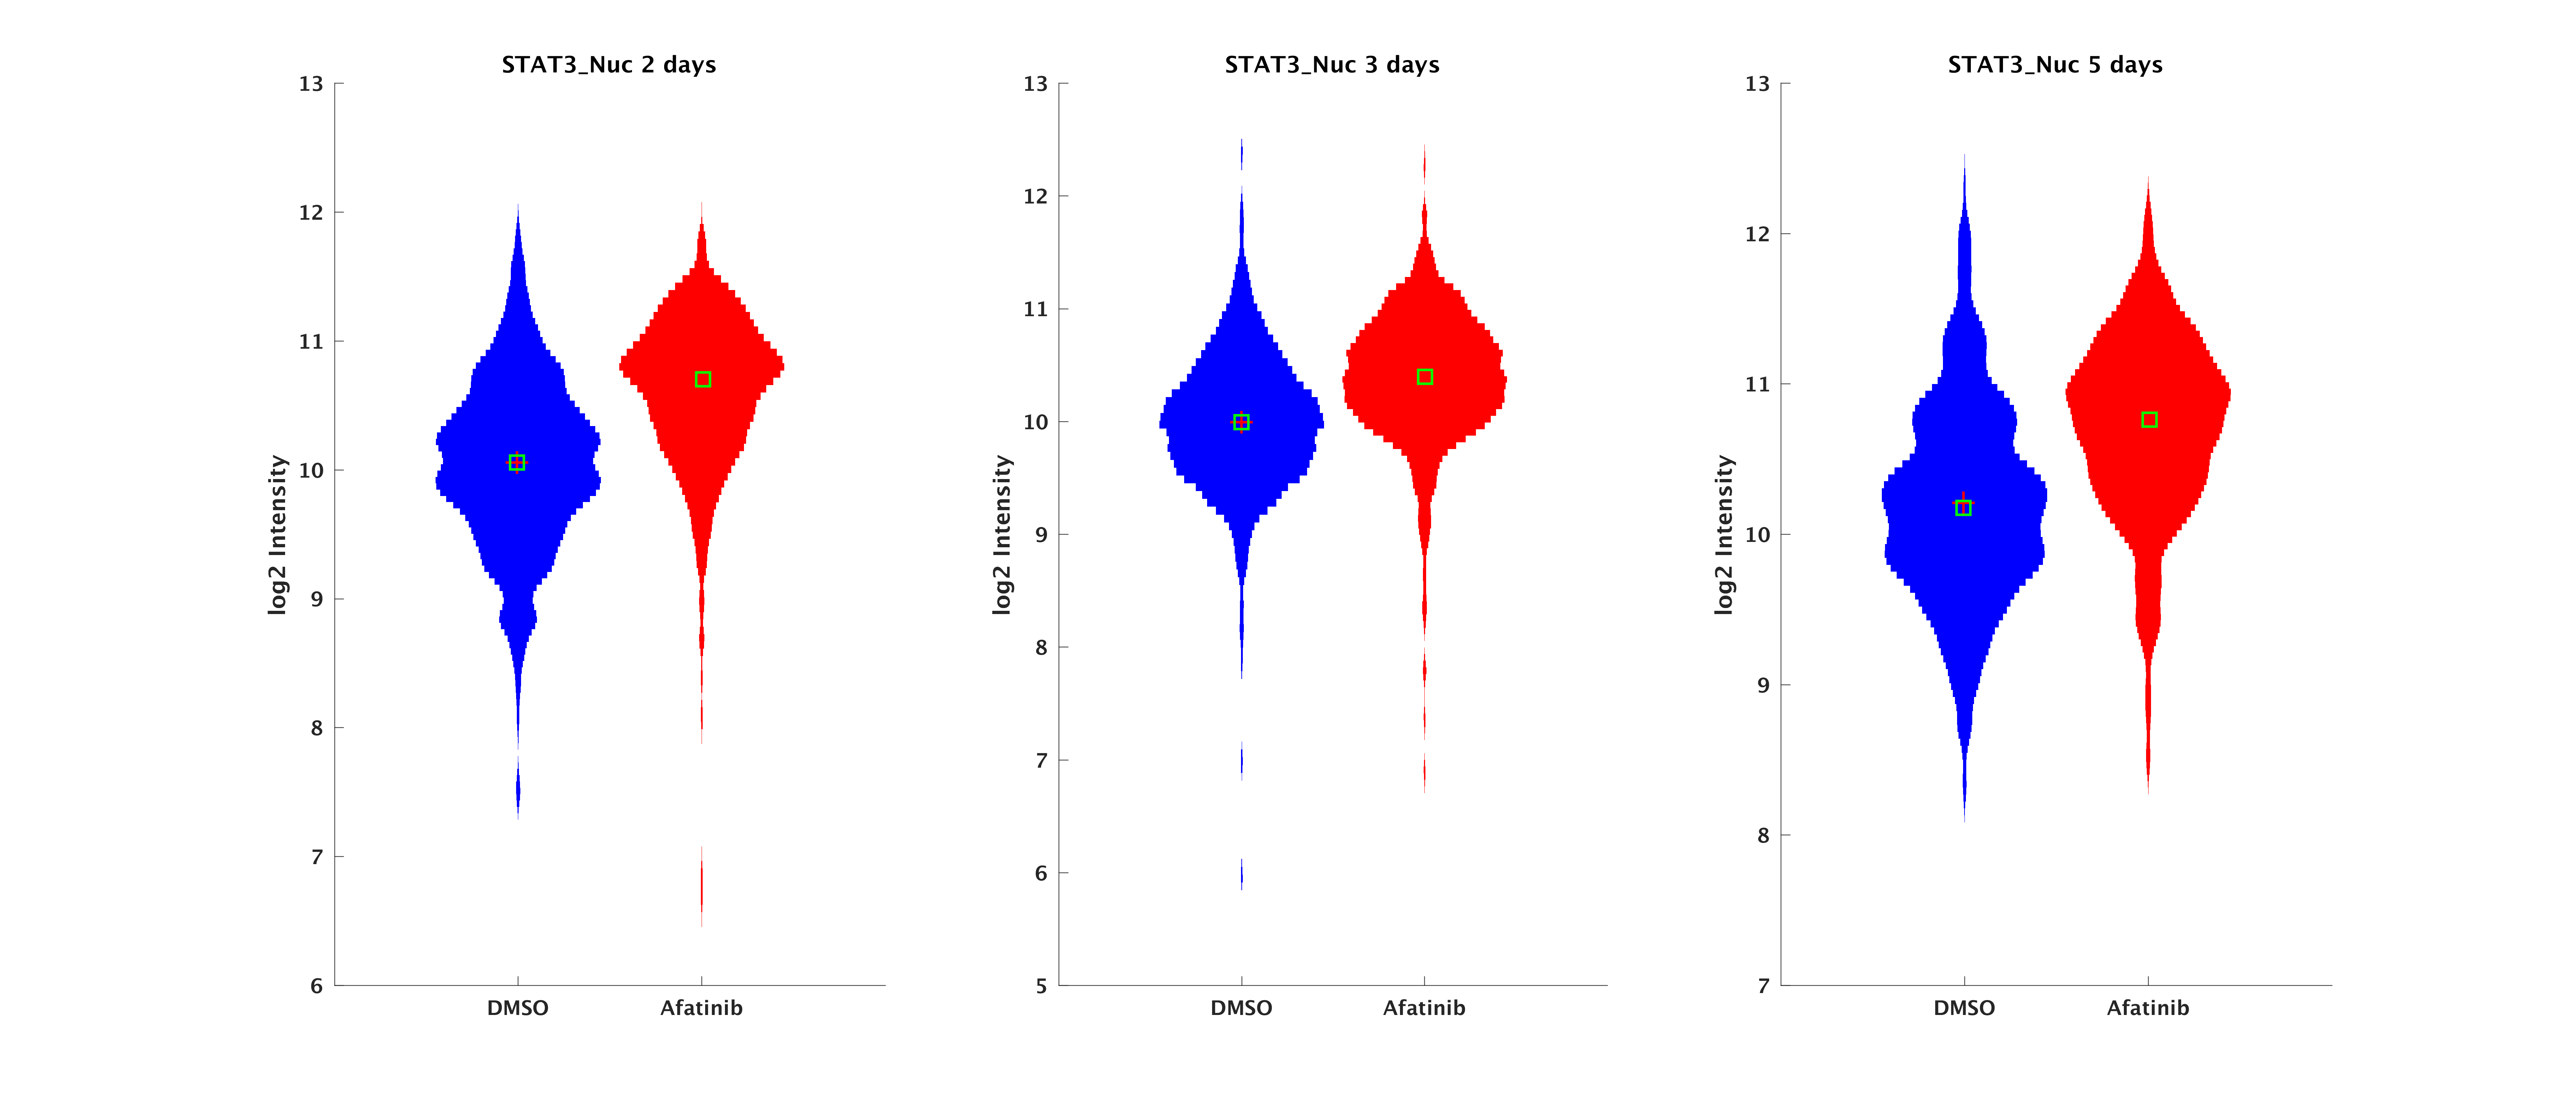 STAT3_Nuc 2 days
13
12
11
10
9
8
7
6
log2 Intensity
DMSO
Afatinib
STAT3_Nuc 3 days
13
12
11
10
9
8
7
6
5
log2 Intensity
DMSO
Afatinib
STAT3_Nuc 5 days
13
12
11
10
9
8
7
log2 Intensity
DMSO
Afatinib